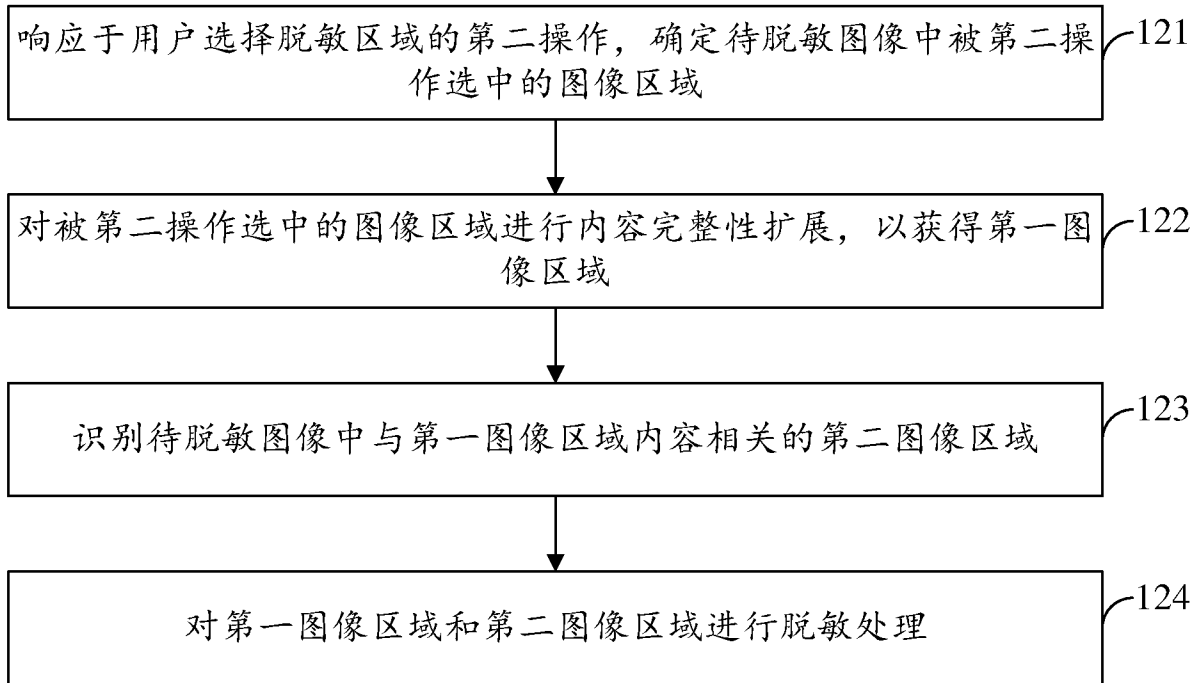 响应于用户选择脱敏区域的第二操作，确定待脱敏图像中被第二操
作选中的图像区域
121
对被第二操作选中的图像区域进行内容完整性扩展，以获得第一图
像区域
122
识别待脱敏图像中与第一图像区域内容相关的第二图像区域
123
对第一图像区域和第二图像区域进行脱敏处理
124